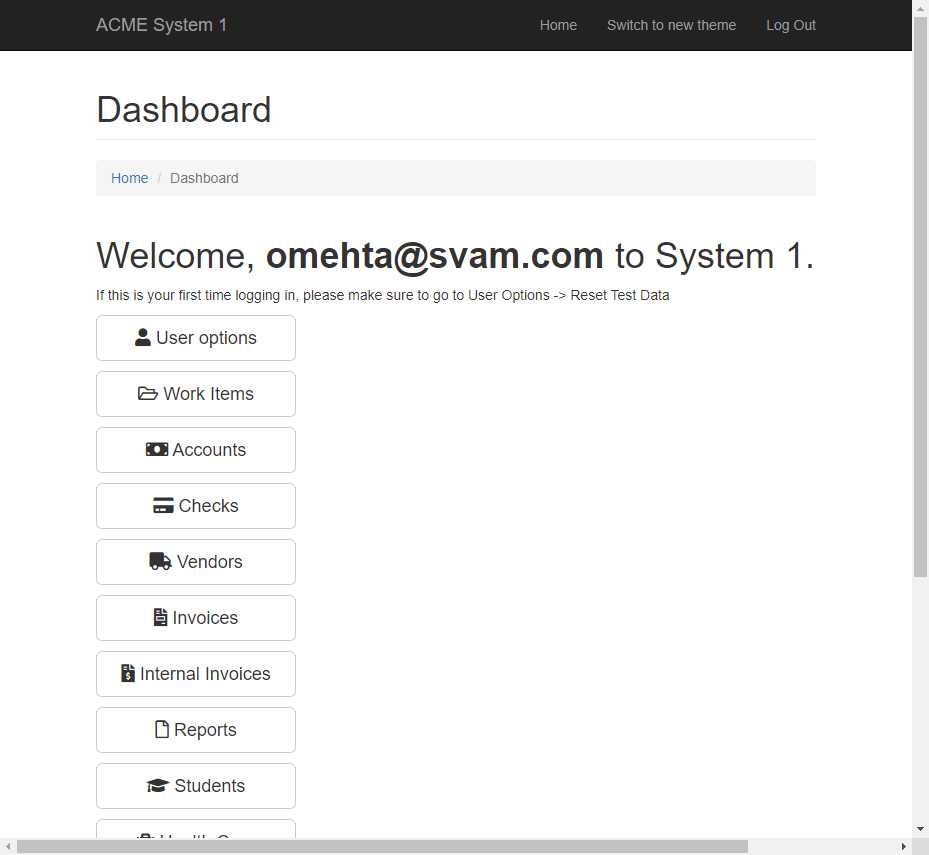 ACME System 1 Home Switch to new theme Log Out
Dashboard
Home / Dashboard
Welcome, omehta@svam.com to System 1.
If this is your first time logging in, please make sure to go to User Options -> Reset Test Data
User options
Work Items
Accounts
Checks
Vendors
Invoices
Internal Invoices
Reports
Students